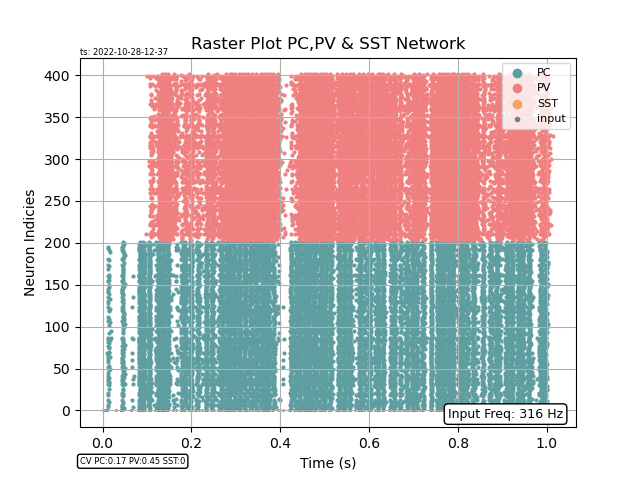 Raster Plot PC,PV & SST Network
ts: 2022-10-28-12-37
PC
PV
SST
input
400
350
300
250
200
150
100
50
0
Neuron Indicies
Input Freq: 316 Hz
0.0 0.2 0.4 0.6 0.8 1.0
Time (s)
CV PC:0.17 PV:0.45 SST:0